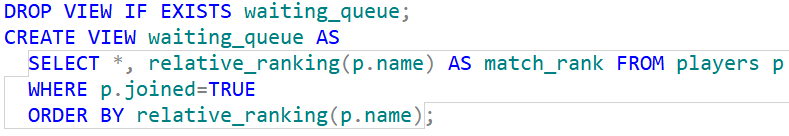 DROP VIEW IF EXISTS waiting_queue;
CREATE VIEW waiting_queue AS
  SELECT *, relative_ranking(p.name) AS match_rank FROM players p
  WHERE p.joined=TRUE
  ORDER BY relative_ranking(p.name);